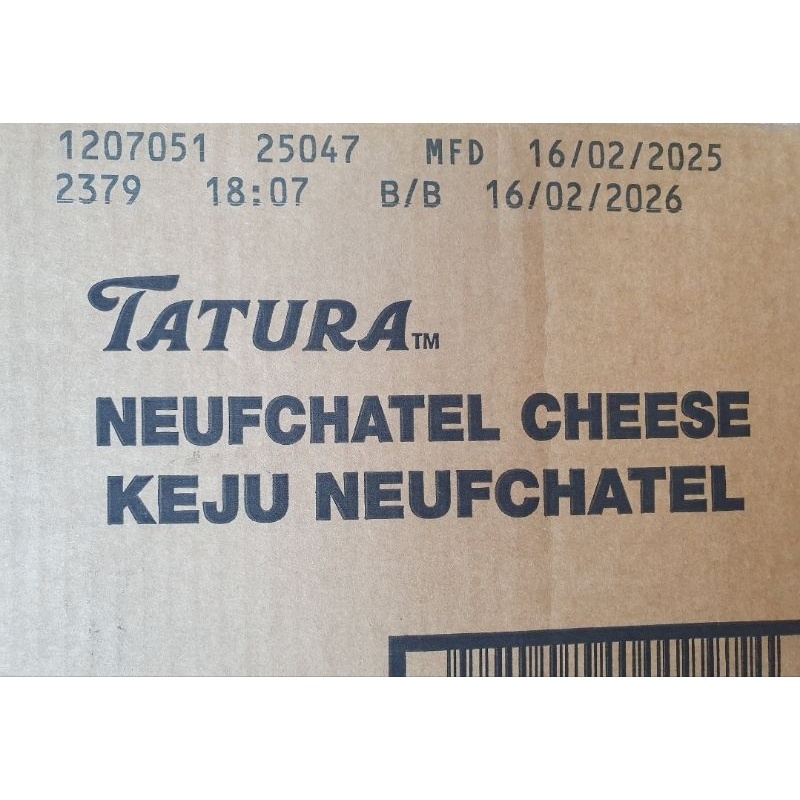 1207051 25047 MFD 16/02/2025
2379 18:07 B/B 16/02/2026
TATURA™
NEUFCHATEL CHEESE
KEJU NEUFCHATEL